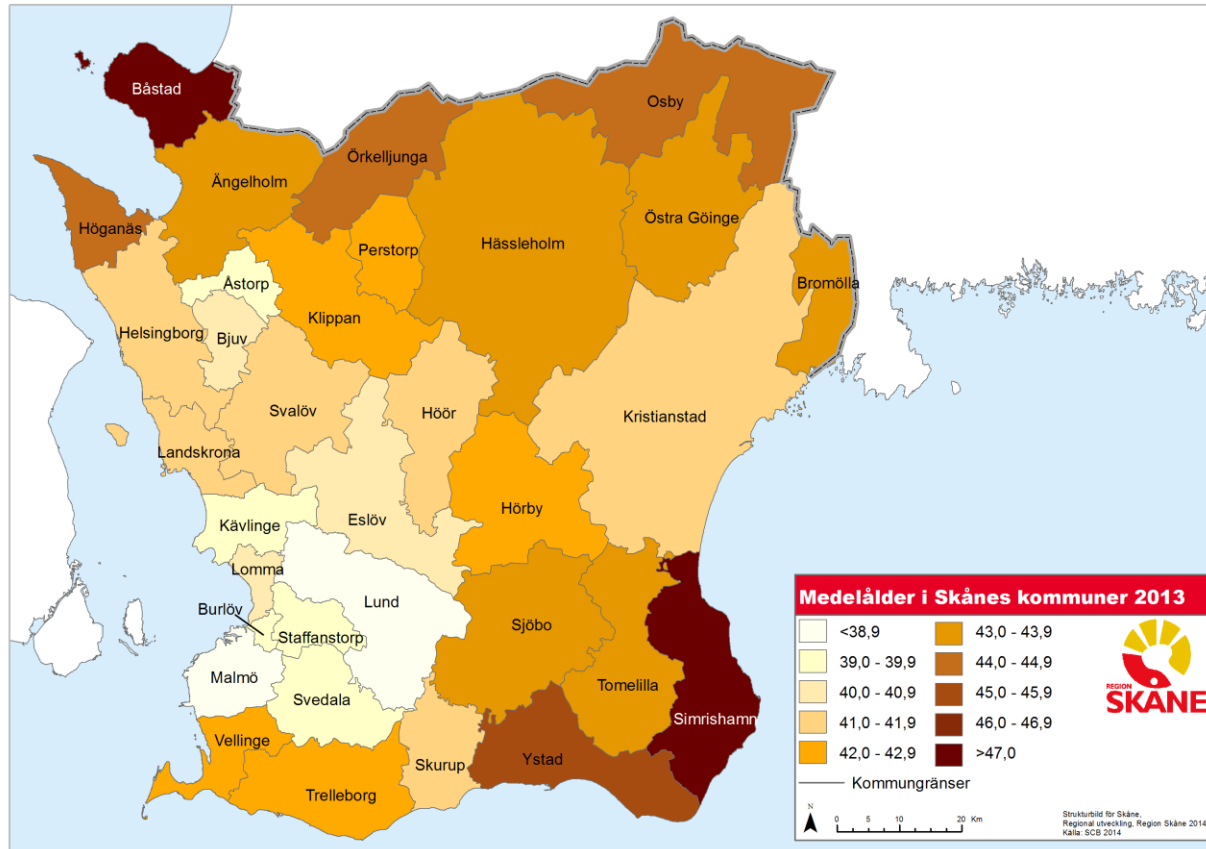 Båstad
Osby
Örkelljunga
Ängelholm
Höganäs
Perstorp
Hässleholm
Östra Göinge
Åstorp
Bromölla
Klippan
Helsingborg
Bjuv
Svalöv
Höör
Kristianstad
Landskrona
Hörby
Eslöv
Kävlinge
Lomma
Lund
Burlöv
Staffanstorp
Sjöbo
Malmö
Tomelilla
Svedala
Simrishamn
Vellinge
Ystad
Skurup
Trelleborg
Medelålder i Skånes kommuner 2013
<38,9
39,0 - 39,9
40,0 - 40,9
41,0 - 41,9
42,0 - 42,9
43,0 - 43,9
44,0 - 44,9
45,0 - 45,9
46,0 - 46,9
>47,0
Kommungränser
REGION
SKÅNE
N
0 5 10 20 Km
Strukturbild för Skåne,
Regional utveckling, Region Skåne 2014
Källa: SCB 2014